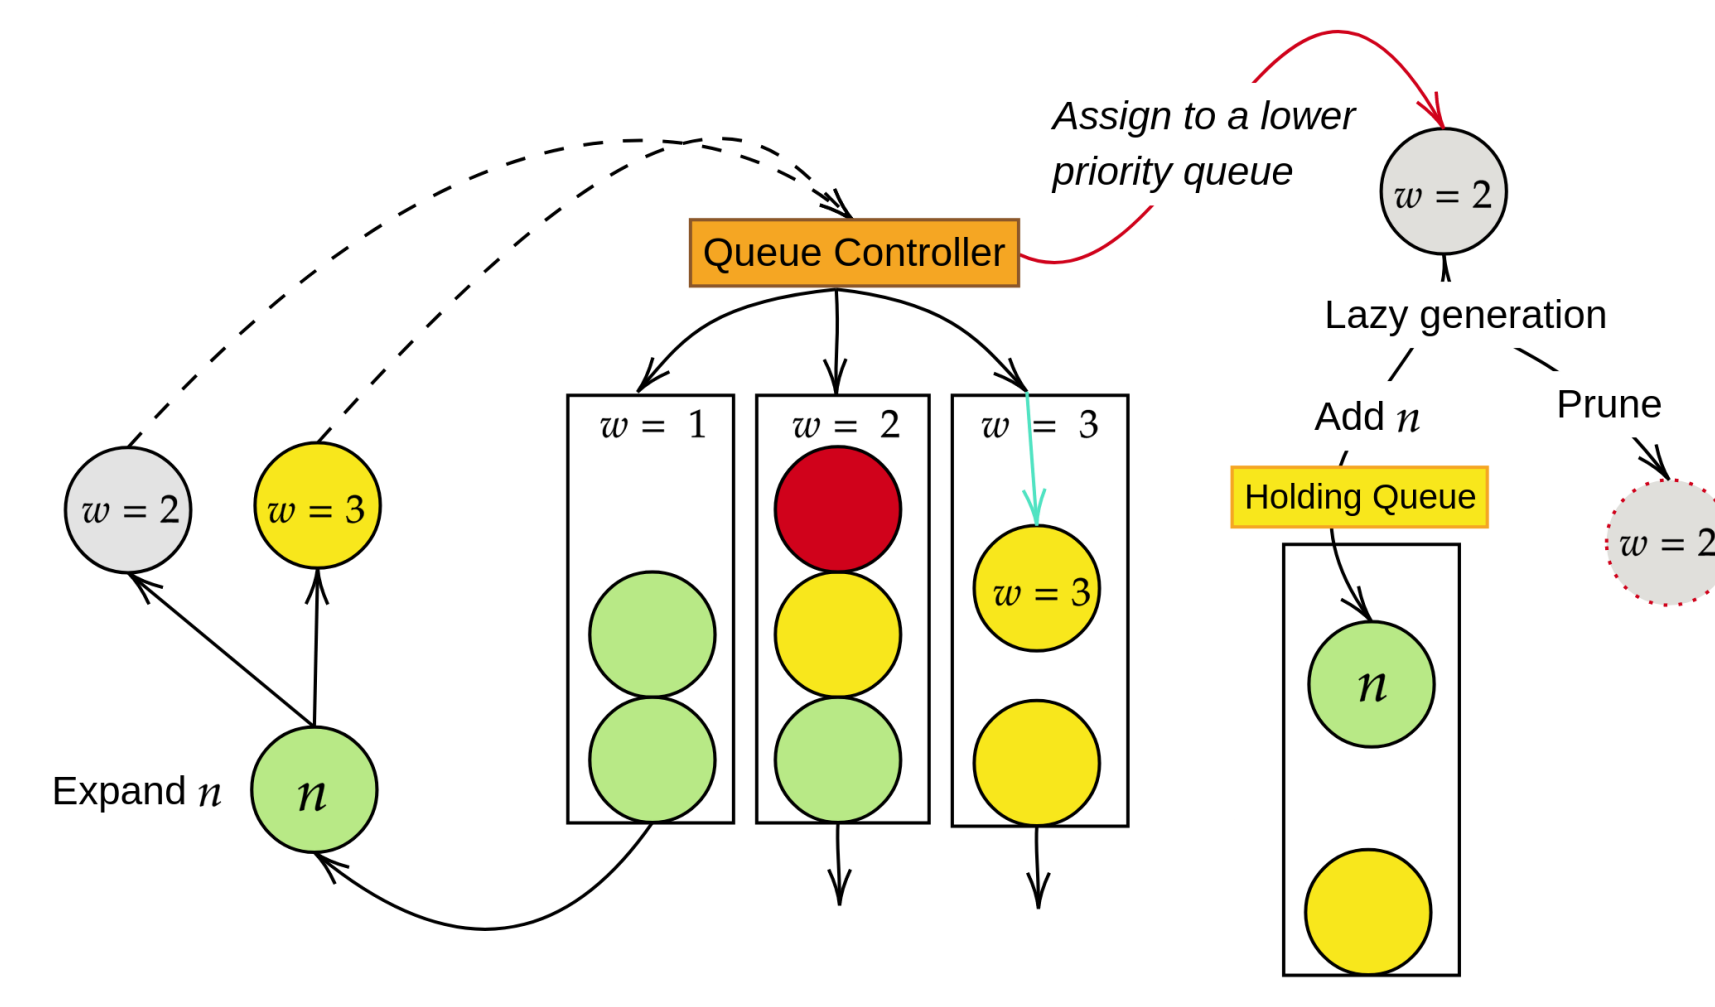 Assign to a lower
priority queue
w = 2
Queue Controller
Lazy generation
Add n
Prune
w = 1
w = 2
w = 3
Holding Queue
w = 2
w = 3
w = 2
w = 3
n
Expand n
n